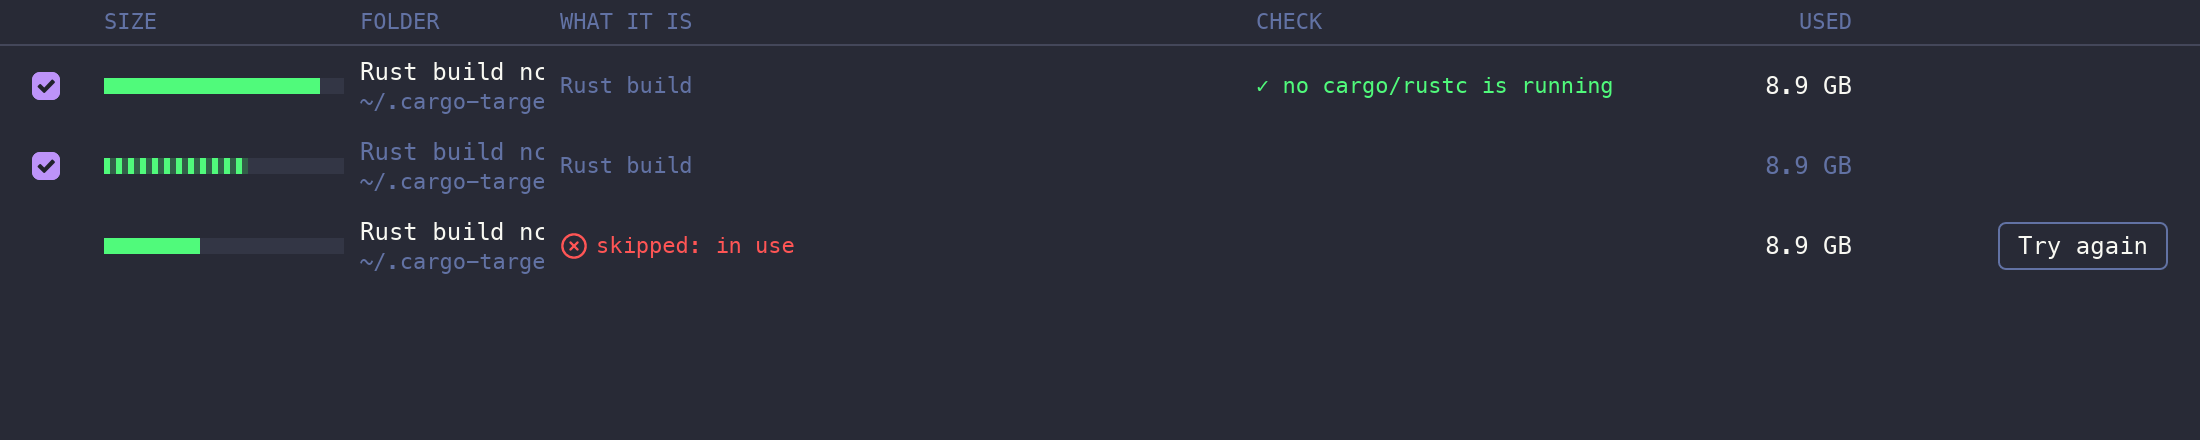 SIZE FOLDER WHAT IT IS CHECK USED
Rust build nc
~/.cargo-targe
Rust build
✓ no cargo/rustc is running
8.9 GB
Rust build nc
~/.cargo-targe
Rust build
8.9 GB
Rust build nc
~/.cargo-targe
skipped: in use
8.9 GB
Try again